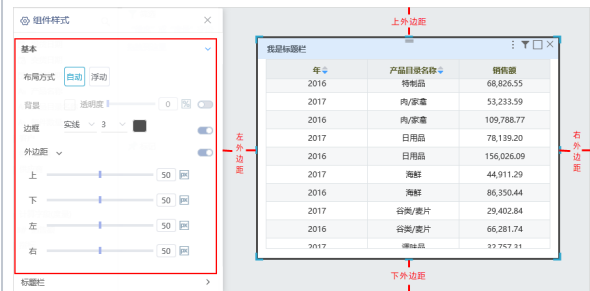 组件样式
基本
布局方式 自动 浮动
背景 透明度 0 %
边框 实线 3
外边距
上 50 px
下 50 px
左 50 px
右 50 px
标题栏
上外边距
左外边距
右外边距
下外边距
我是标题栏
年 产品目录名称 销售额
2016 特制品 68,826.55
2017 肉/家禽 53,233.59
2016 肉/家禽 109,788.77
2017 日用品 78,139.20
2016 日用品 156,026.09
2017 海鲜 44,911.29
2016 海鲜 86,350.44
2017 谷类/麦片 29,402.84
2016 谷类/麦片 66,281.74
2017 调味品 32,757.31